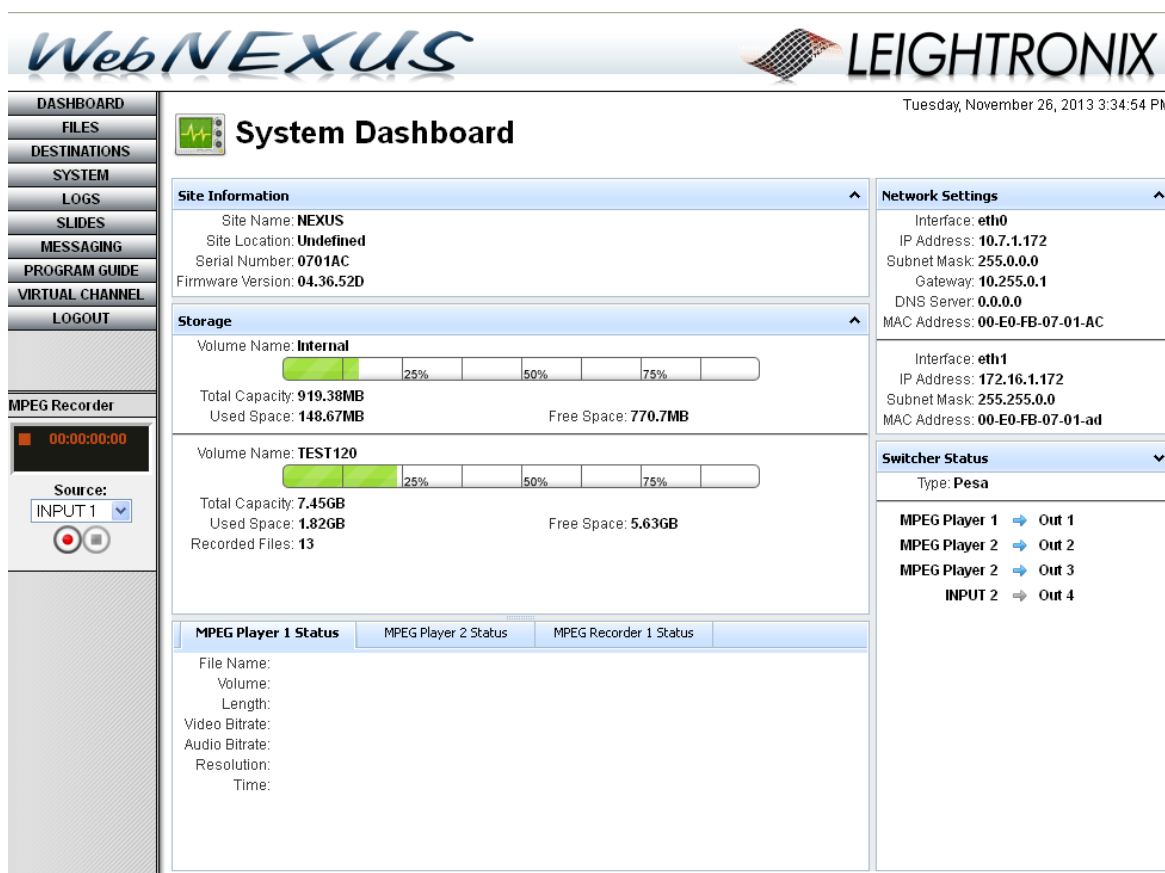 WebNEXUS
LEIGHTRONIX
DASHBOARD
FILES
DESTINATIONS
SYSTEM
LOGS
SLIDES
MESSAGING
PROGRAM GUIDE
VIRTUAL CHANNEL
LOGOUT
MPEG Recorder
00:00:00:00
Source:
INPUT 1
Tuesday, November 26, 2013 3:34:54 PM
System Dashboard
Site Information
Site Name: NEXUS
Site Location: Undefined
Serial Number: 0701AC
Firmware Version: 04.36.52D
Storage
Volume Name: Internal
25% 50% 75%
Total Capacity: 919.38MB
Used Space: 148.67MB Free Space: 770.7MB
Volume Name: TEST120
25% 50% 75%
Total Capacity: 7.45GB
Used Space: 1.82GB Free Space: 5.63GB
Recorded Files: 13
MPEG Player 1 Status MPEG Player 2 Status MPEG Recorder 1 Status
File Name:
Volume:
Length:
Video Bitrate:
Audio Bitrate:
Resolution:
Time:
Network Settings
Interface: eth0
IP Address: 10.7.1.172
Subnet Mask: 255.0.0.0
Gateway: 10.255.0.1
DNS Server: 0.0.0.0
MAC Address: 00-E0-FB-07-01-AC
Interface: eth1
IP Address: 172.16.1.172
Subnet Mask: 255.255.0.0
MAC Address: 00-E0-FB-07-01-ad
Switcher Status
Type: Pesa
MPEG Player 1 Out 1
MPEG Player 2 Out 2
MPEG Player 2 Out 3
INPUT 2 Out 4